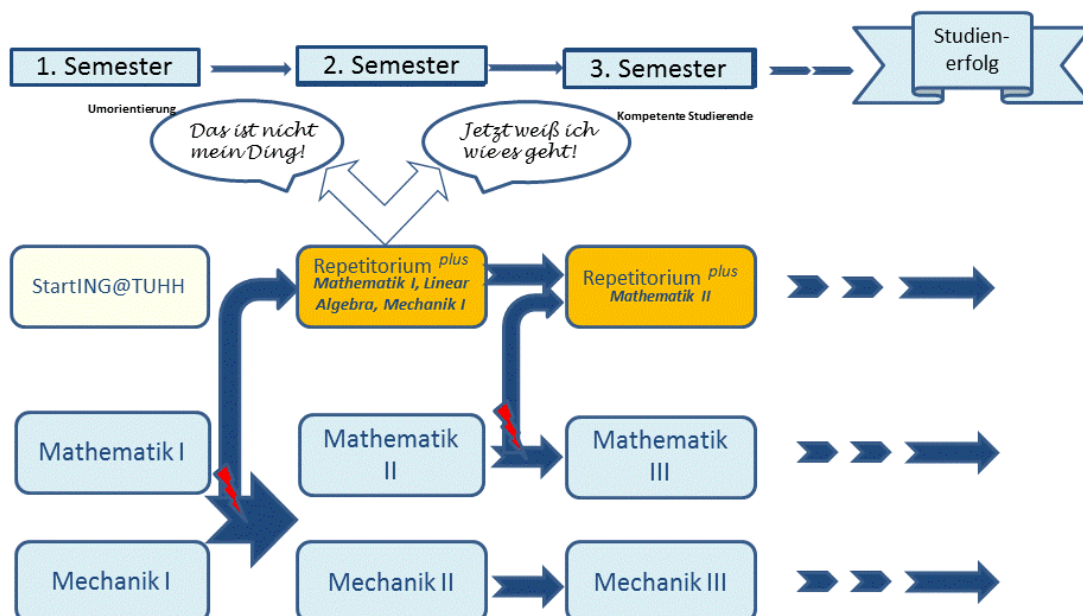 Studien-
erfolg
1. Semester
2. Semester
3. Semester
Umorientierung
Kompetente Studierende
Das ist nicht
mein Ding!
Jetzt weiß ich
wie es geht!
StartING@TUHH
Repetitorium plus
Mathematik I, Linear
Algebra, Mechanik I
Repetitorium plus
Mathematik II
Mathematik I
Mathematik
II
Mathematik
III
Mechanik I
Mechanik II
Mechanik III